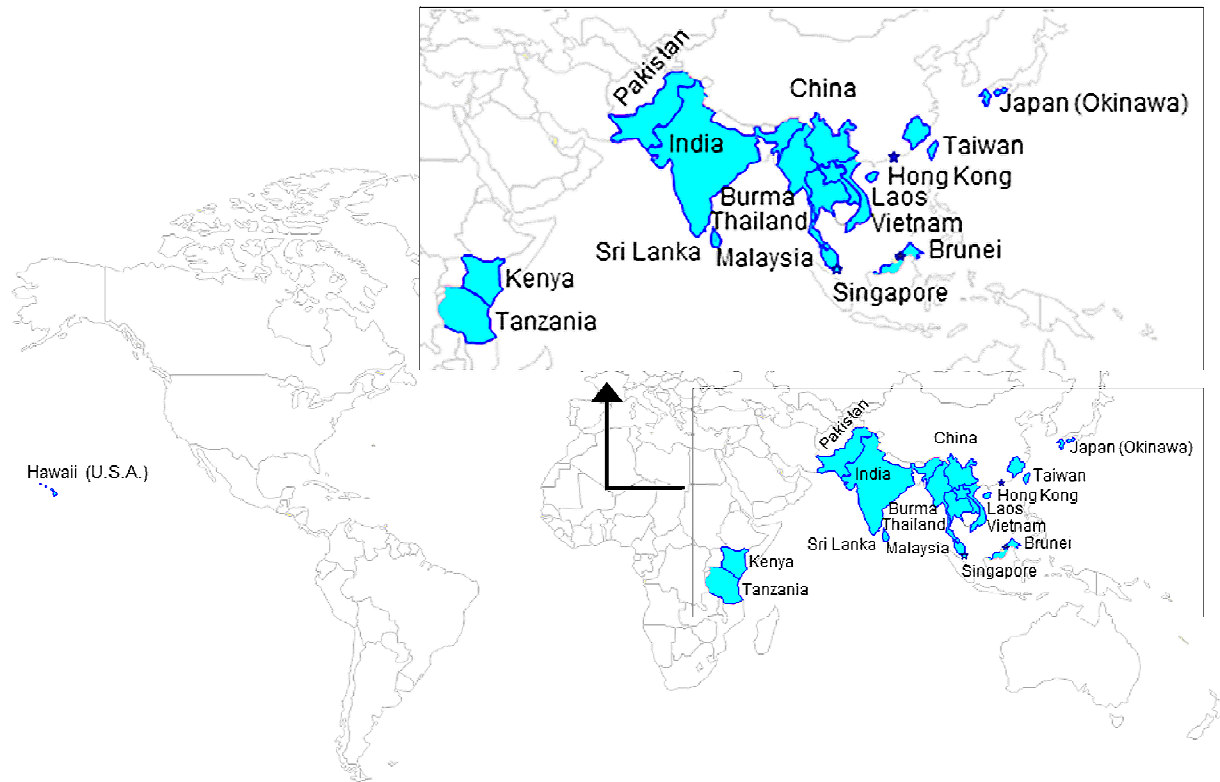 Pakistan
China
Japan (Okinawa)
India
Taiwan
Hong Kong
Burma
Laos
Thailand
Vietnam
Sri Lanka
Malaysia
Brunei
Kenya
Singapore
Tanzania
Hawaii (U.S.A.)
Pakistan
China
Japan (Okinawa)
India
Taiwan
Hong Kong
Burma
Laos
Thailand
Vietnam
Sri Lanka
Malaysia
Brunei
Kenya
Singapore
Tanzania